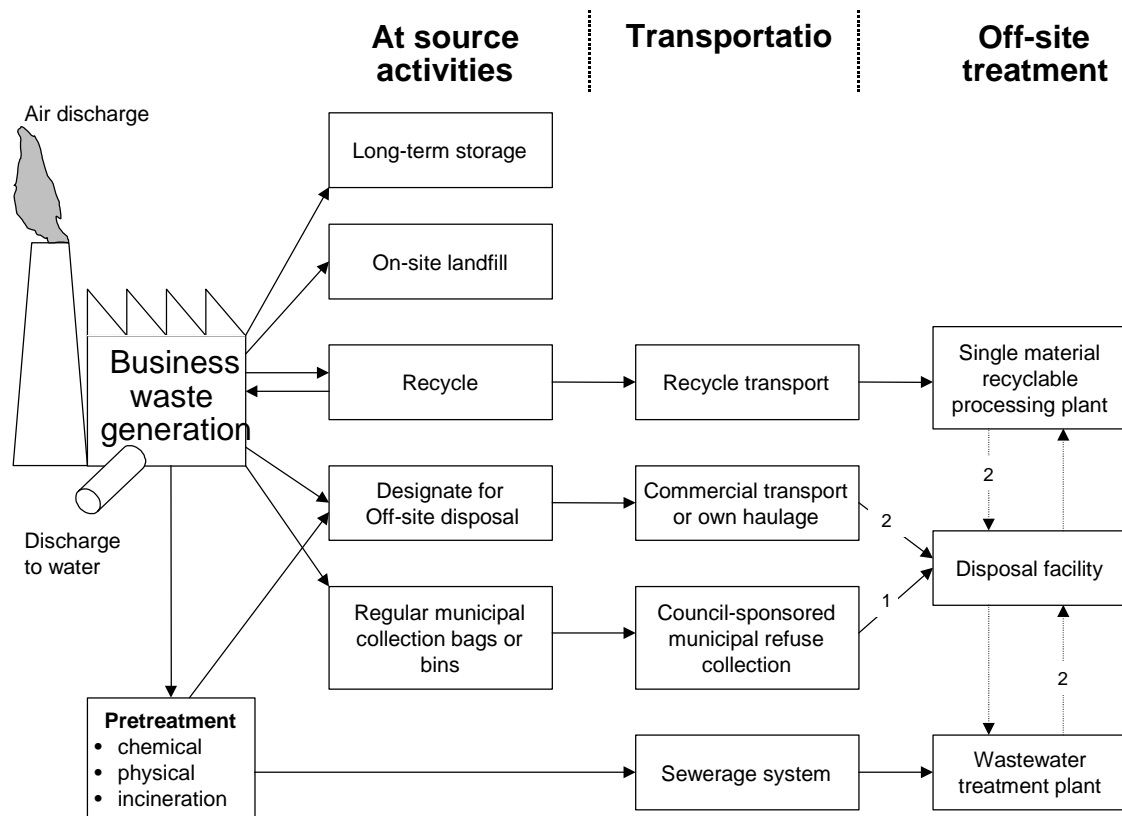 At source
activities
Transportatio
Off-site
treatment
Air discharge
Long-term storage
On-site landfill
Business
waste
generation
Recycle
Recycle transport
Single material
recyclable
processing plant
2
Designate for
Off-site disposal
Commercial transport
or own haulage
2
Disposal facility
Discharge
to water
1
Regular municipal
collection bags or
bins
Council-sponsored
municipal refuse
collection
2
Pretreatment
• chemical
• physical
• incineration
Sewerage system
Wastewater
treatment plant